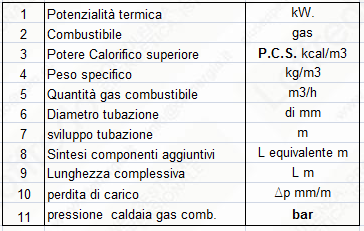 1 Potenzialità termica kW.
2 Combustibile gas
3 Potere Calorifico superiore P.C.S. kcal/m3
4 Peso specifico kg/m3
5 Quantità gas combustibile m3/h
6 Diametro tubazione di mm
7 sviluppo tubazione m
8 Sintesi componenti aggiuntivi L equivalente m
9 Lunghezza complessiva L m
10 perdita di carico Δp mm/m
11 pressione caldaia gas comb. bar